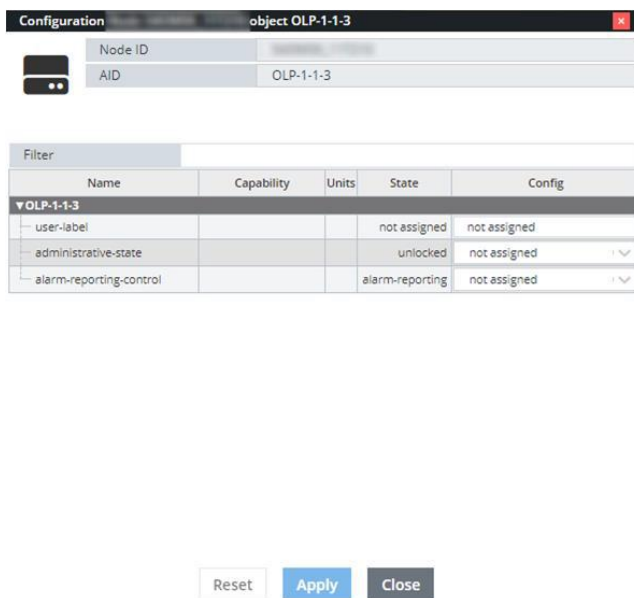 Configuration object OLP-1-1-3
Node ID
AID OLP-1-1-3
Filter
Name Capability Units State Config
▼OLP-1-1-3
user-label not assigned not assigned
administrative-state unlocked not assigned
alarm-reporting-control alarm-reporting not assigned
Reset Apply Close